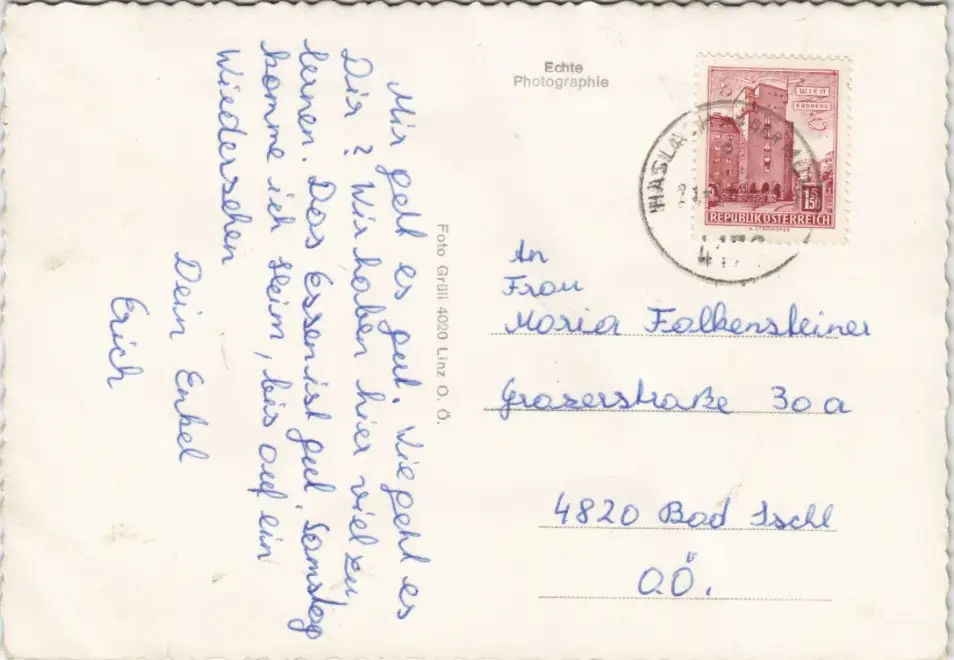 Mir geht es gut. Wie geht es
Dir? Wir haben hier viel zu
lernen. Das Essen ist gut. Samstag
komme ich heim, bis auf ein
Wiedersehen
Dein Enkel
Erich
Foto Grüll 4020 Linz O. Ö.
Echte
Photographie
WIEN
ERDBERG
S
1.50
REPUBLIK ÖSTERREICH
HASLACH
An
Frau
Maria Falkensteiner
Grazerstraße 30a
4820 Bad Ischl
OÖ.